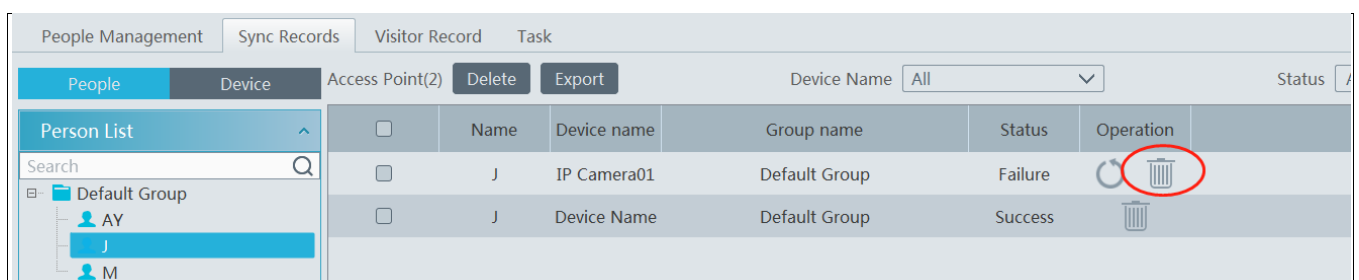 People Management Sync Records Visitor Record Task
People Device Access Point(2) Delete Export Device Name All Status
Person List Name Device name Group name Status Operation
Search
J IP Camera01 Default Group Failure
Default Group
AY
J Device Name Default Group Success
J
M